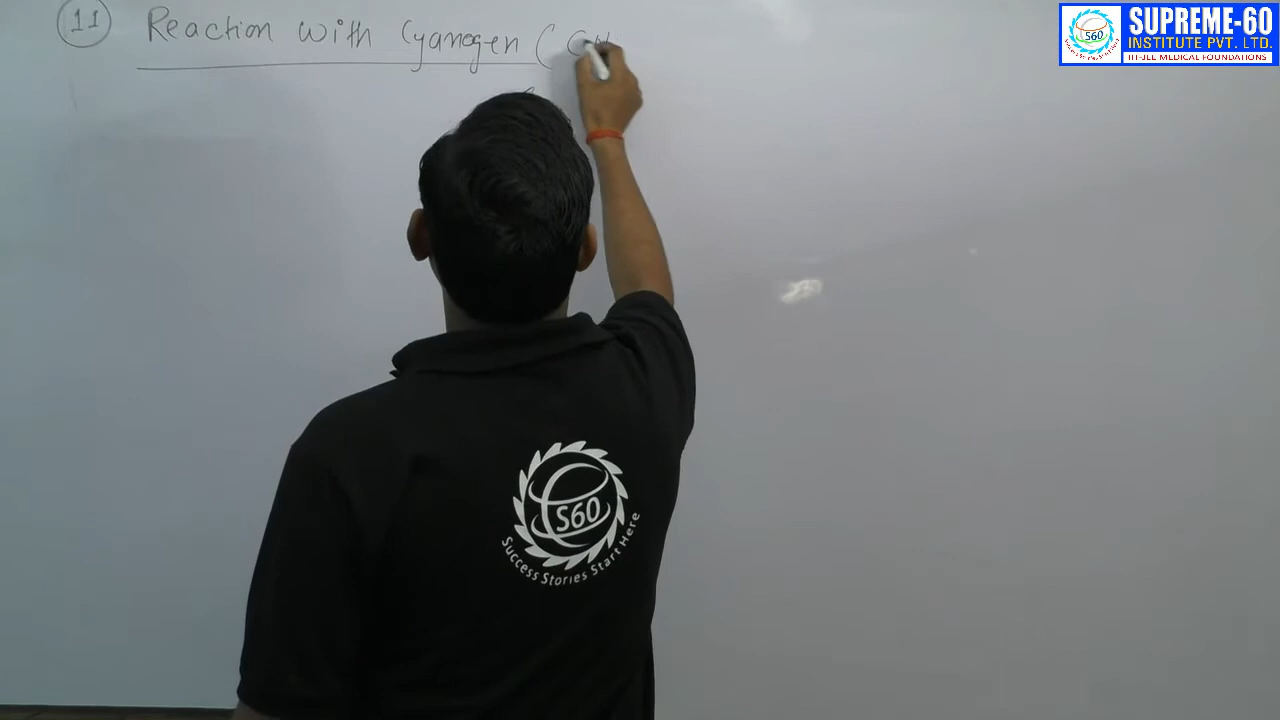 11 Reaction with Cyanogen ( CN
SUPREME-60
INSTITUTE PVT. LTD.
IIT-JEE MEDICAL FOUNDATIONS
S60
S60
Success Stories Start Here